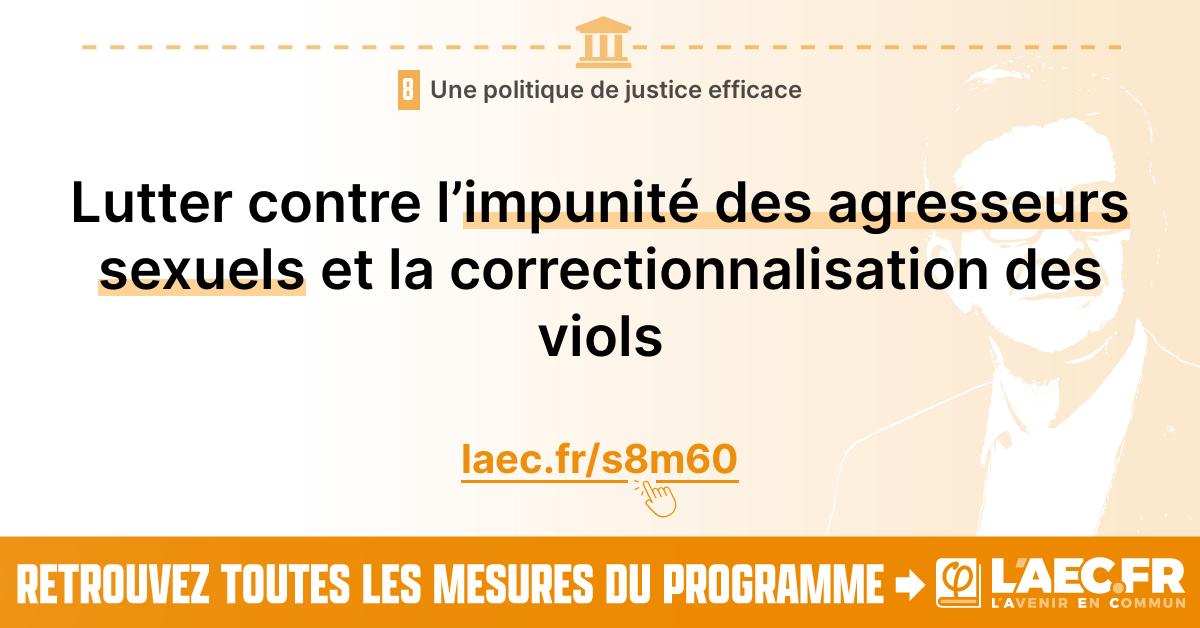 8 Une politique de justice efficace
Lutter contre l’impunité des agresseurs
sexuels et la correctionnalisation des
viols
laec.fr/s8m60
RETROUVEZ TOUTES LES MESURES DU PROGRAMME
φ L'AEC.FR
L'AVENIR EN COMMUN